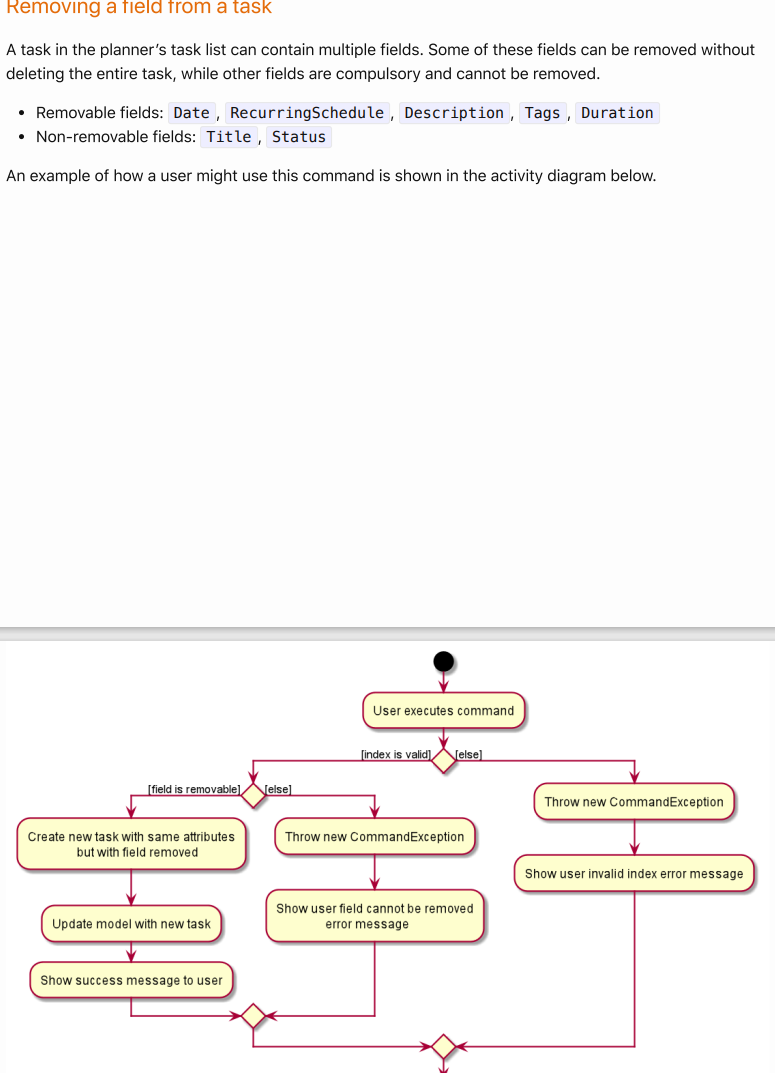 Removing a field from a task
A task in the planner’s task list can contain multiple fields. Some of these fields can be removed without
deleting the entire task, while other fields are compulsory and cannot be removed.
• Removable fields: Date , RecurringSchedule , Description , Tags , Duration
• Non-removable fields: Title , Status
An example of how a user might use this command is shown in the activity diagram below.
User executes command
[index is valid] [else]
[field is removable] [else]
Throw new CommandException
Create new task with same attributes
but with field removed
Throw new CommandException
Show user invalid index error message
Show user field cannot be removed
error message
Update model with new task
Show success message to user